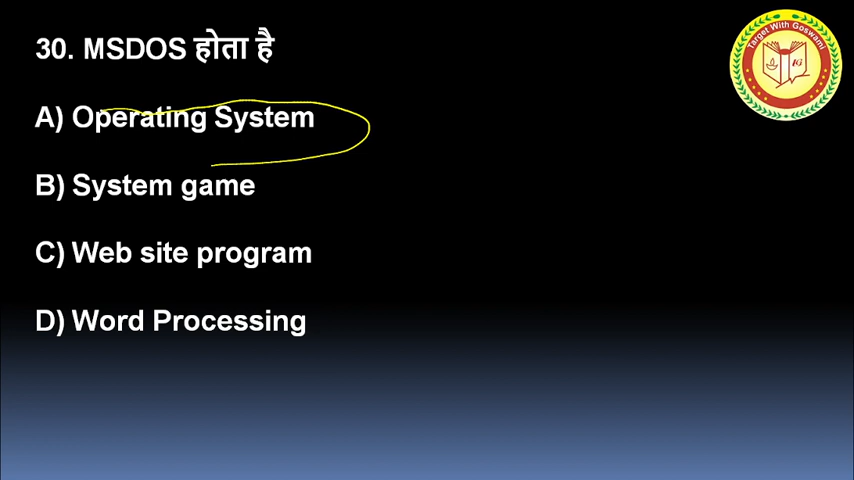 30. MSDOS होता है
A) Operating System
B) System game
C) Web site program
D) Word Processing
Target With Goswami